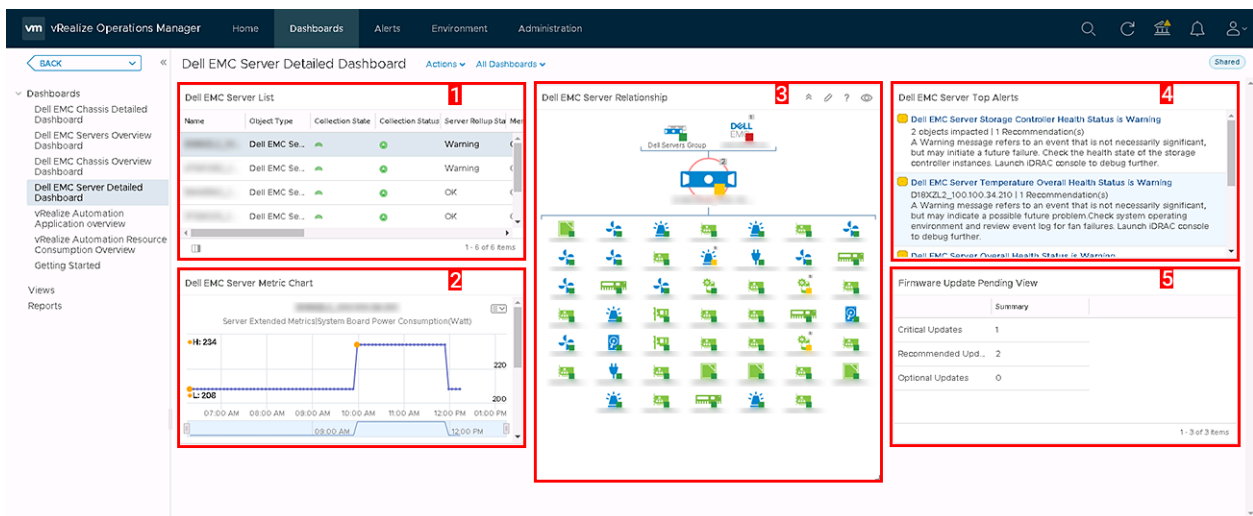 vm vRealize Operations Manager Home Dashboards Alerts Environment Administration
BACK
Dell EMC Server Detailed Dashboard Actions All Dashboards Shared
Dashboards
Dell EMC Chassis Detailed
Dashboard
Dell EMC Servers Overview
Dashboard
Dell EMC Chassis Overview
Dashboard
Dell EMC Server Detailed
Dashboard
vRealize Automation
Application overview
vRealize Automation Resource
Consumption Overview
Getting Started
Views
Reports
Dell EMC Server List 1
Name Object Type Collection State Collection Status Server Rollup Sta Mer
Dell EMC Se... Warning
Dell EMC Se... Warning
Dell EMC Se... OK
Dell EMC Se... OK
1 - 6 of 6 items
Dell EMC Server Metric Chart 2
Server Extended Metrics|System Board Power Consumption(Watt)
H: 234
220
L: 208
200
07:00 AM 08:00 AM 09:00 AM 10:00 AM 11:00 AM 12:00 PM 01:00 PM
09:00 AM 12:00 PM
Dell EMC Server Relationship 3
DELL
EMC
Dell Servers Group
2
Dell EMC Server Top Alerts 4
Dell EMC Server Storage Controller Health Status is Warning
2 objects impacted | 1 Recommendation(s)
A Warning message refers to an event that is not necessarily significant,
but may initiate a future failure. Check the health state of the storage
controller instances. Launch iDRAC console to debug further.
Dell EMC Server Temperature Overall Health Status is Warning
D18XZL2_100.100.34.210 | 1 Recommendation(s)
A Warning message refers to an event that is not necessarily significant,
but may indicate a possible future problem.Check system operating
environment and review event log for fan failures. Launch iDRAC console
to debug further.
Dell EMC Server Overall Health Status is Warning
Firmware Update Pending View 5
Summary
Critical Updates 1
Recommended Upd... 2
Optional Updates 0
1 - 3 of 3 items